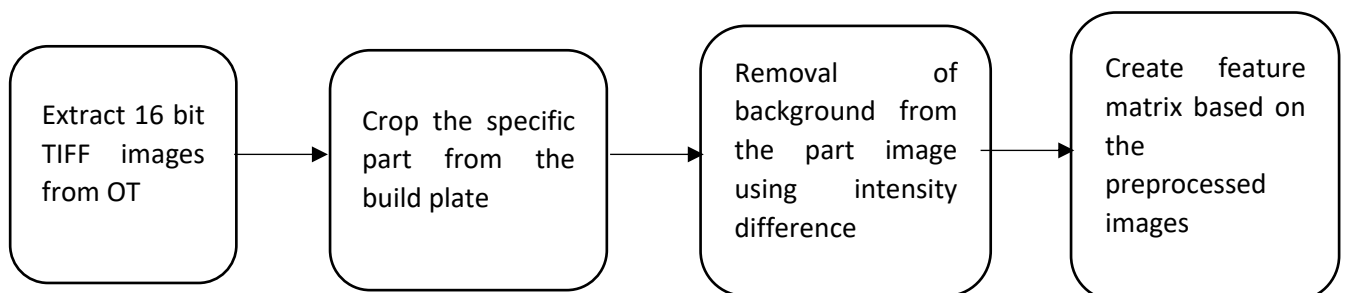 Extract 16 bit
TIFF images
from OT
Crop the specific
part from the
build plate
Removal of
background from
the part image
using intensity
difference
Create feature
matrix based on
the
preprocessed
images